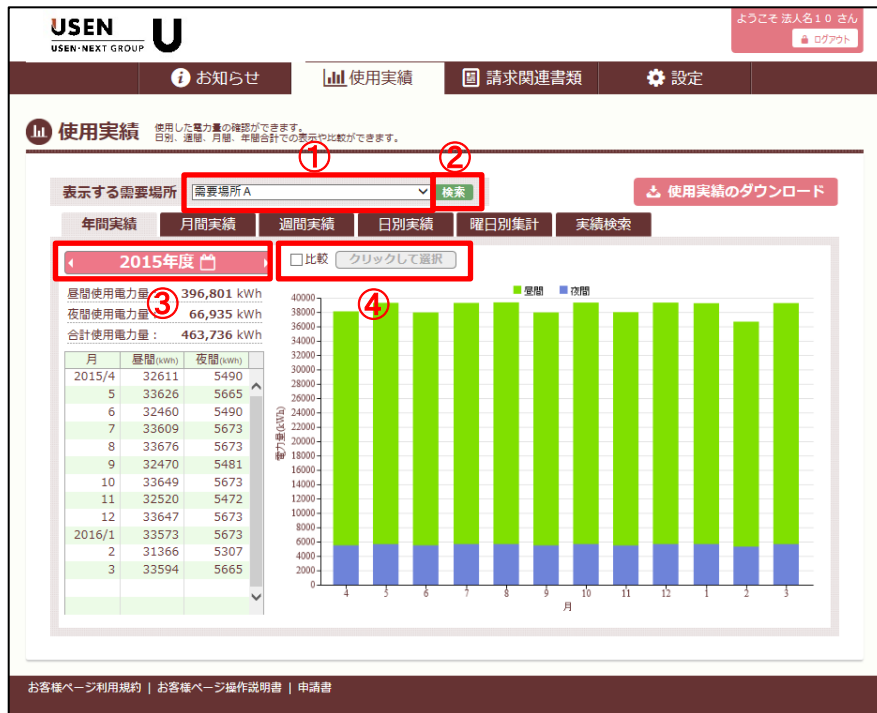 USEN
USEN-NEXT GROUP
U
ようこそ 法人名１０ さん
ログアウト
お知らせ
使用実績
請求関連書類
設定
使用実績
使用した電力量の確認ができます。
日別、週間、月間、年間合計での表示や比較ができます。
①
②
表示する需要場所
需要場所A
検索
使用実績のダウンロード
年間実績
月間実績
週間実績
日別実績
曜日別集計
実績検索
2015年度
比較
クリックして選択
③
④
昼間使用電力量 396,801 kWh
夜間使用電力量 66,935 kWh
合計使用電力量： 463,736 kWh
月 昼間(kWh) 夜間(kWh)
2015/4 32611 5490
5 33626 5665
6 32460 5490
7 33609 5673
8 33676 5673
9 32470 5481
10 33649 5673
11 32520 5472
12 33647 5673
2016/1 33573 5673
2 31366 5307
3 33594 5665
昼間 夜間
電力量(kWh)
40000
38000
36000
34000
32000
30000
28000
26000
24000
22000
20000
18000
16000
14000
12000
10000
8000
6000
4000
2000
0
4 5 6 7 8 9 10 11 12 1 2 3
月
お客様ページ利用規約 | お客様ページ操作説明書 | 申請書